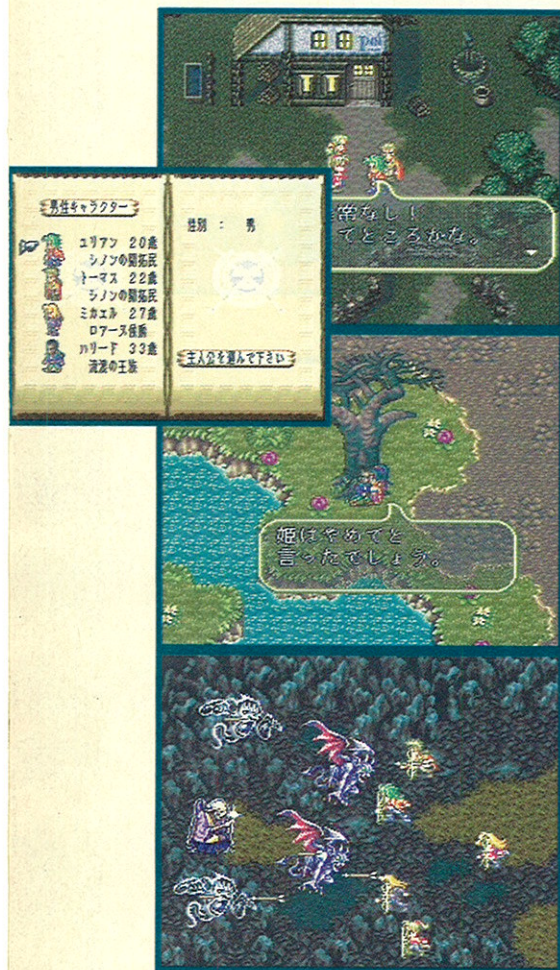 Pub
常なし!
てところかな。
男性キャラクター
ユリアン 20歳
シノンの開拓民
トーマス 22歳
シノンの開拓民
ミカエル 27歳
ロアーヌ侯爵
ハリード 33歳
流浪の王族
性別 : 男
主人公を選んで下さい
姫はやめてと
言ったでしょう。